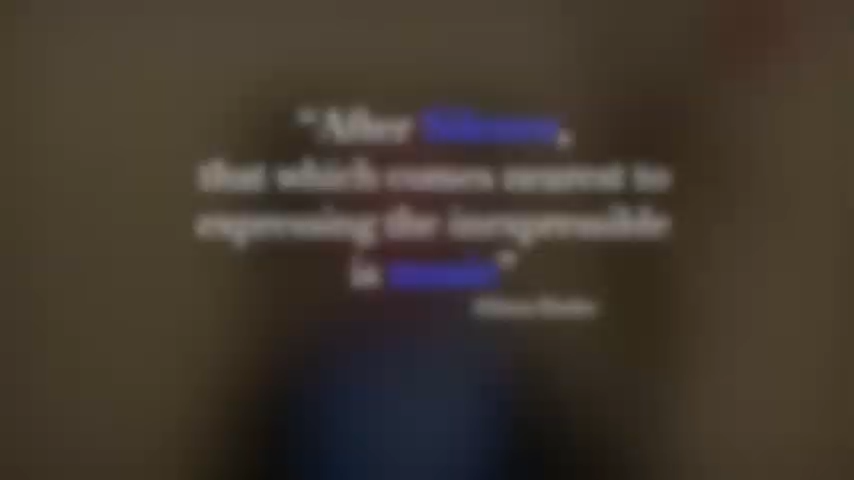 “After Silence,
that which comes nearest to
expressing the inexpressible
is music”